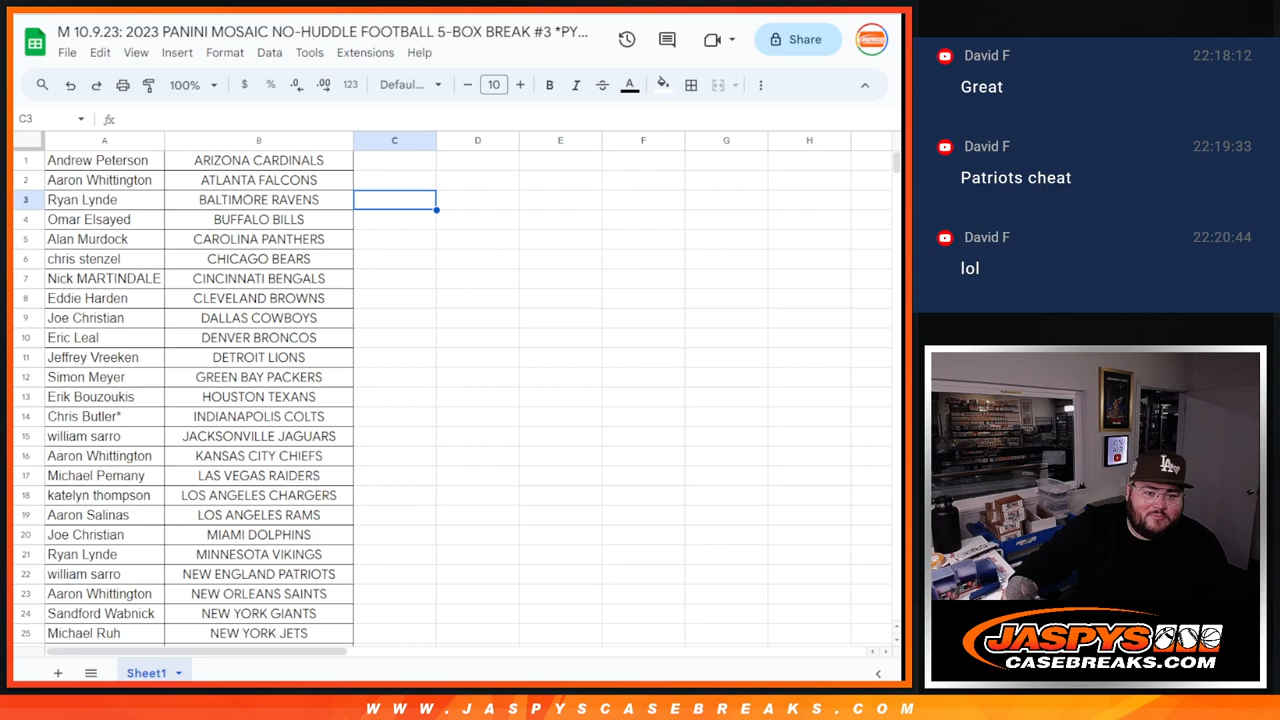 M 10.9.23: 2023 PANINI MOSAIC NO-HUDDLE FOOTBALL 5-BOX BREAK #3 *PY...
File Edit View Insert Format Data Tools Extensions Help
Share
100% $ % .0 .00 123 Defaul... 10 B I A
C3 fx
A B C D E F G H
1 Andrew Peterson ARIZONA CARDINALS
2 Aaron Whittington ATLANTA FALCONS
3 Ryan Lynde BALTIMORE RAVENS
4 Omar Elsayed BUFFALO BILLS
5 Alan Murdock CAROLINA PANTHERS
6 chris stenzel CHICAGO BEARS
7 Nick MARTINDALE CINCINNATI BENGALS
8 Eddie Harden CLEVELAND BROWNS
9 Joe Christian DALLAS COWBOYS
10 Eric Leal DENVER BRONCOS
11 Jeffrey Vreeken DETROIT LIONS
12 Simon Meyer GREEN BAY PACKERS
13 Erik Bouzoukis HOUSTON TEXANS
14 Chris Butler* INDIANAPOLIS COLTS
15 william sarro JACKSONVILLE JAGUARS
16 Aaron Whittington KANSAS CITY CHIEFS
17 Michael Pemany LAS VEGAS RAIDERS
18 katelyn thompson LOS ANGELES CHARGERS
19 Aaron Salinas LOS ANGELES RAMS
20 Joe Christian MIAMI DOLPHINS
21 Ryan Lynde MINNESOTA VIKINGS
22 william sarro NEW ENGLAND PATRIOTS
23 Aaron Whittington NEW ORLEANS SAINTS
24 Sandford Wabnick NEW YORK GIANTS
25 Michael Ruh NEW YORK JETS
Sheet1
David F 22:18:12
Great
David F 22:19:33
Patriots cheat
David F 22:20:44
lol
ON AIR
LA
JASPYS
CASEBREAKS.COM
WWW.JASPYSCASEBREAKS.COM